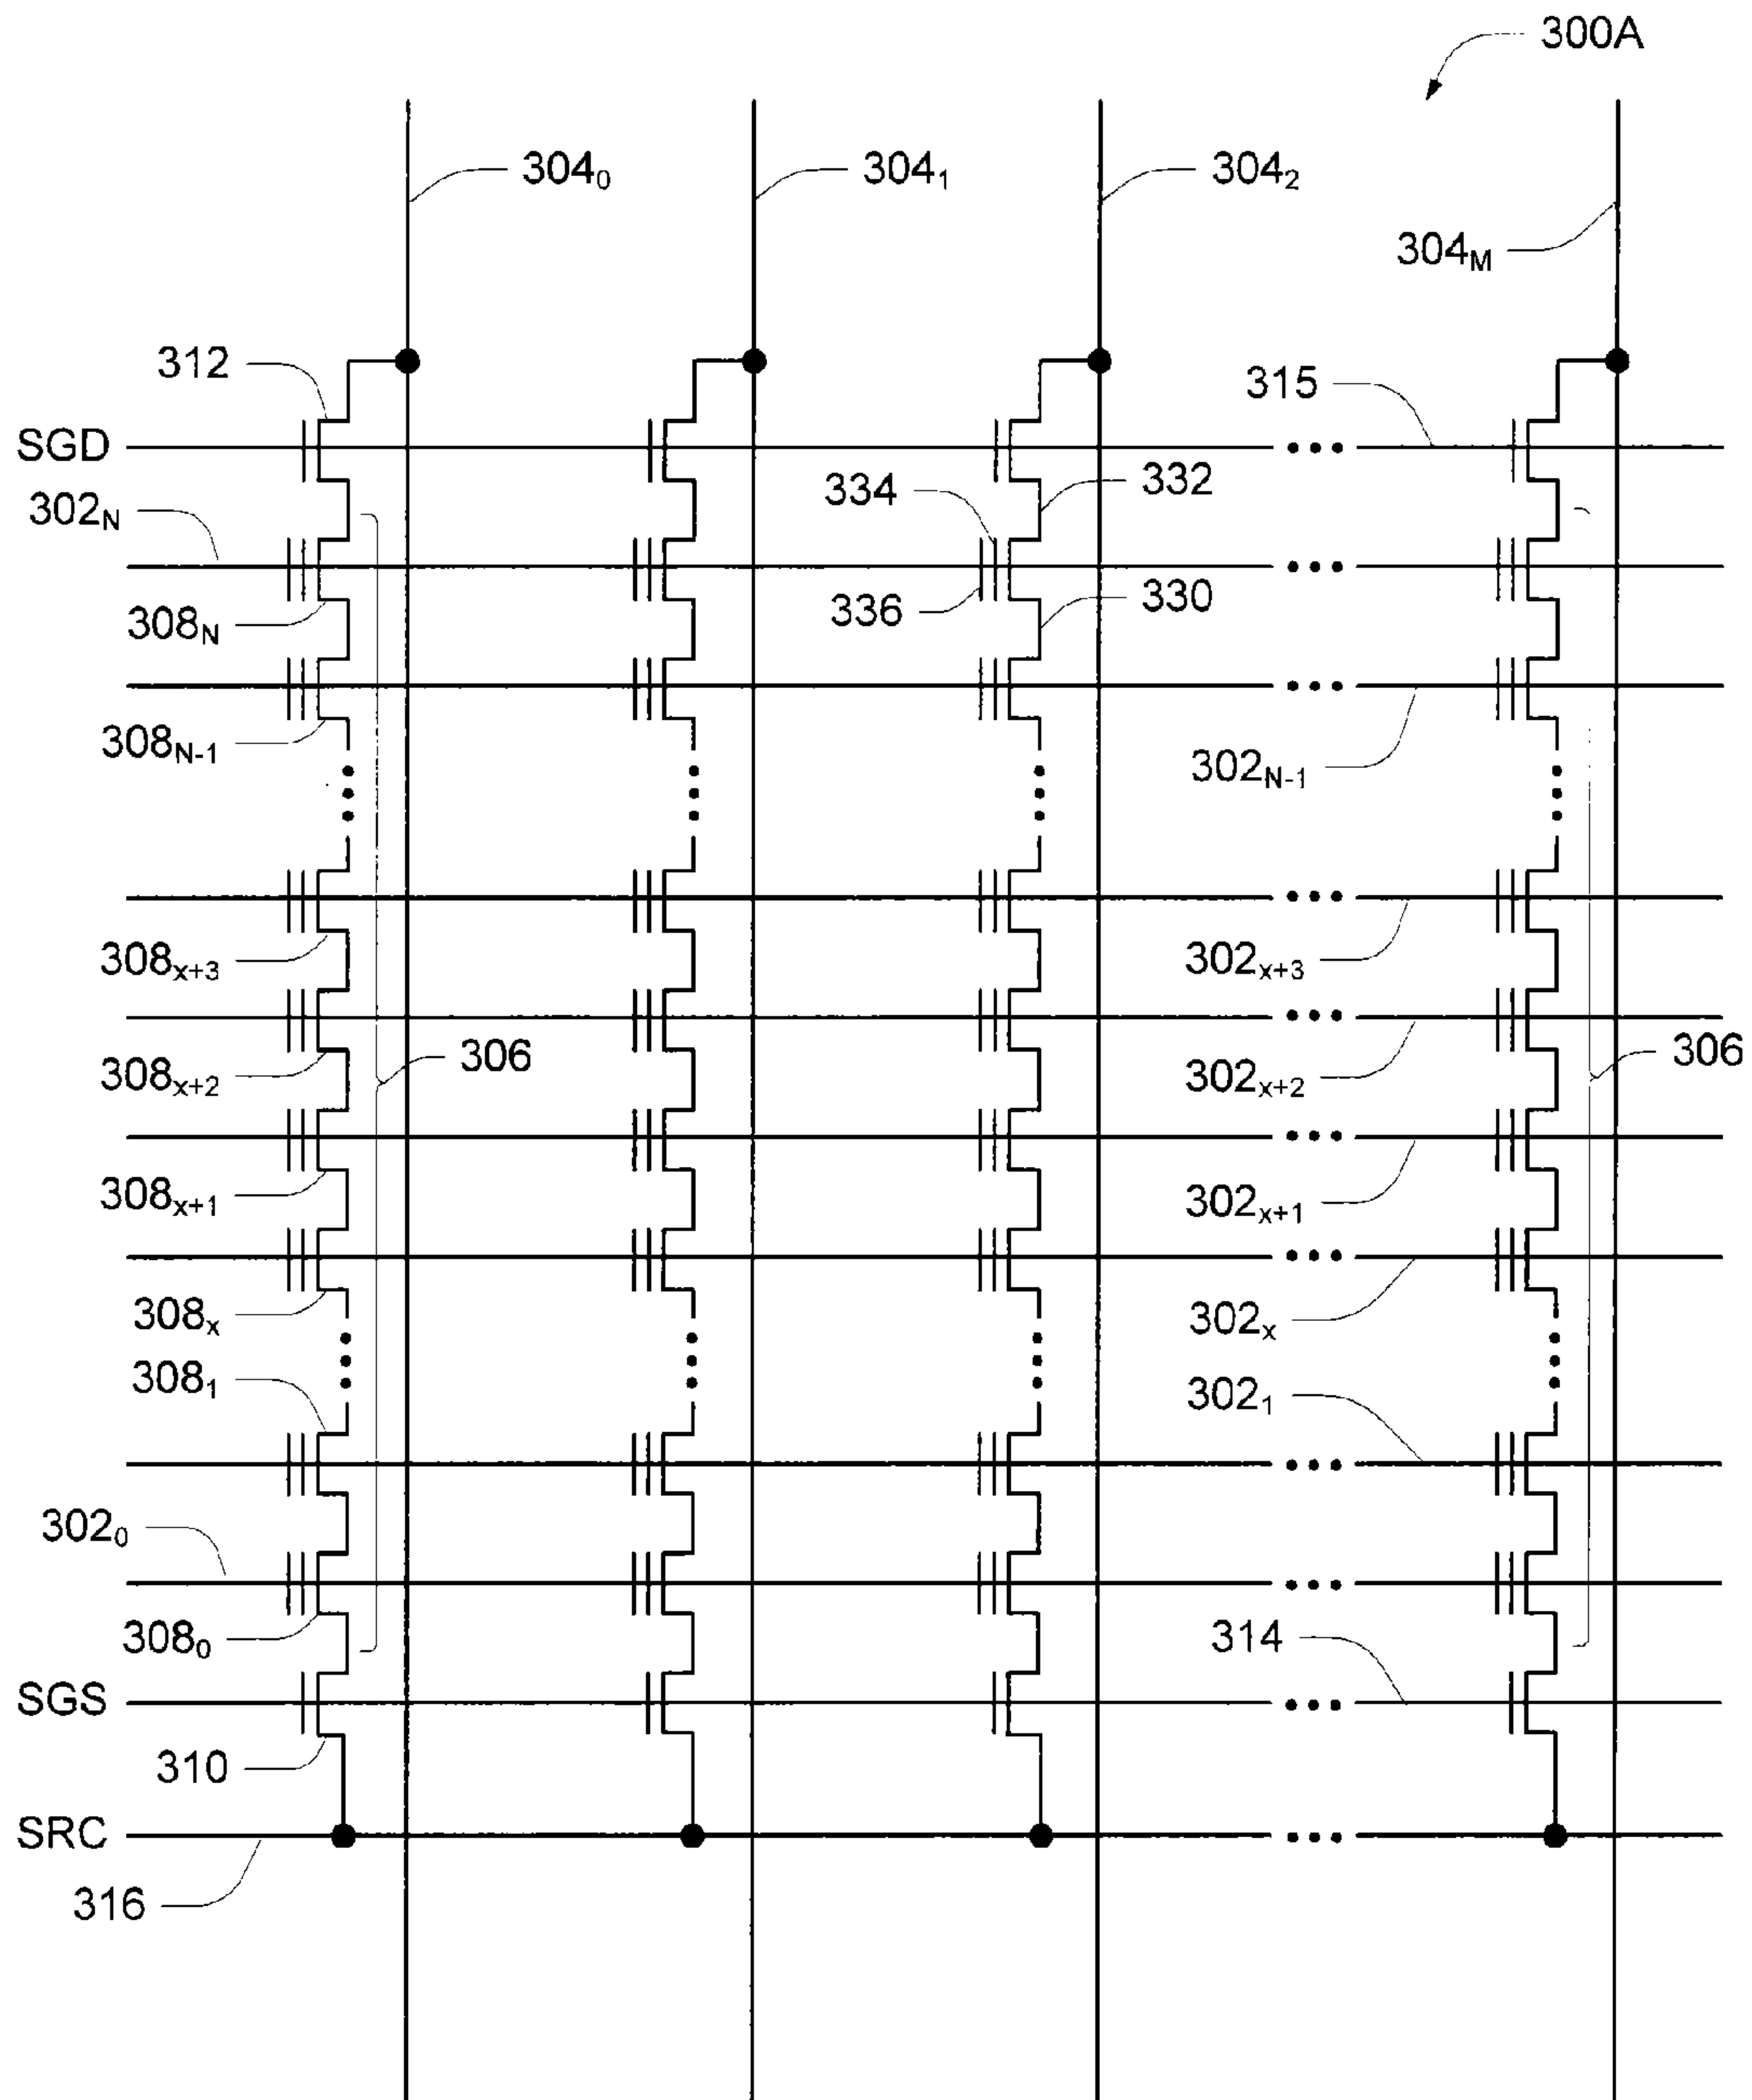 300A
304₀
304₁
304₂
304M
312
315
SGD
332
334
302N
336
330
308N
308N-1
302N-1
308x+3
302x+3
306
306
308x+2
302x+2
308x+1
302x+1
308x
302x
308₁
302₁
302₀
308₀
314
SGS
310
SRC
316